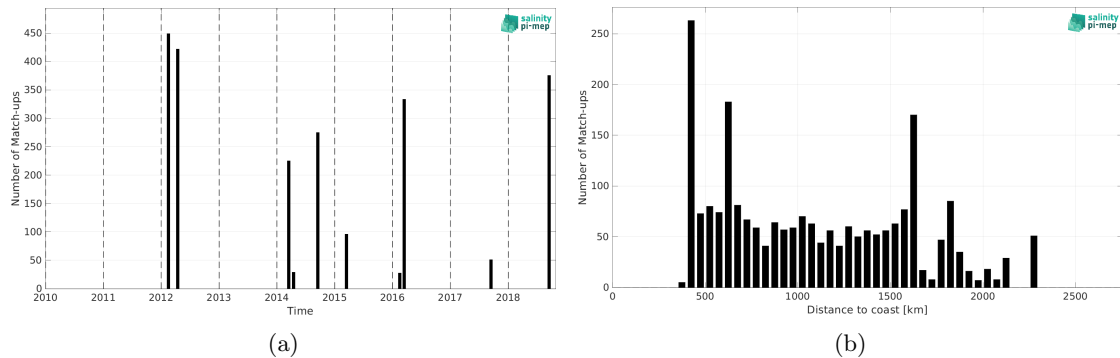 salinity
pi-mep
450
400
350
300
250
200
150
100
50
0
Number of Match-ups
2010 2011 2012 2013 2014 2015 2016 2017 2018
Time
(a)
salinity
pi-mep
250
200
150
100
50
0
Number of Match-ups
0 500 1000 1500 2000 2500
Distance to coast [km]
(b)